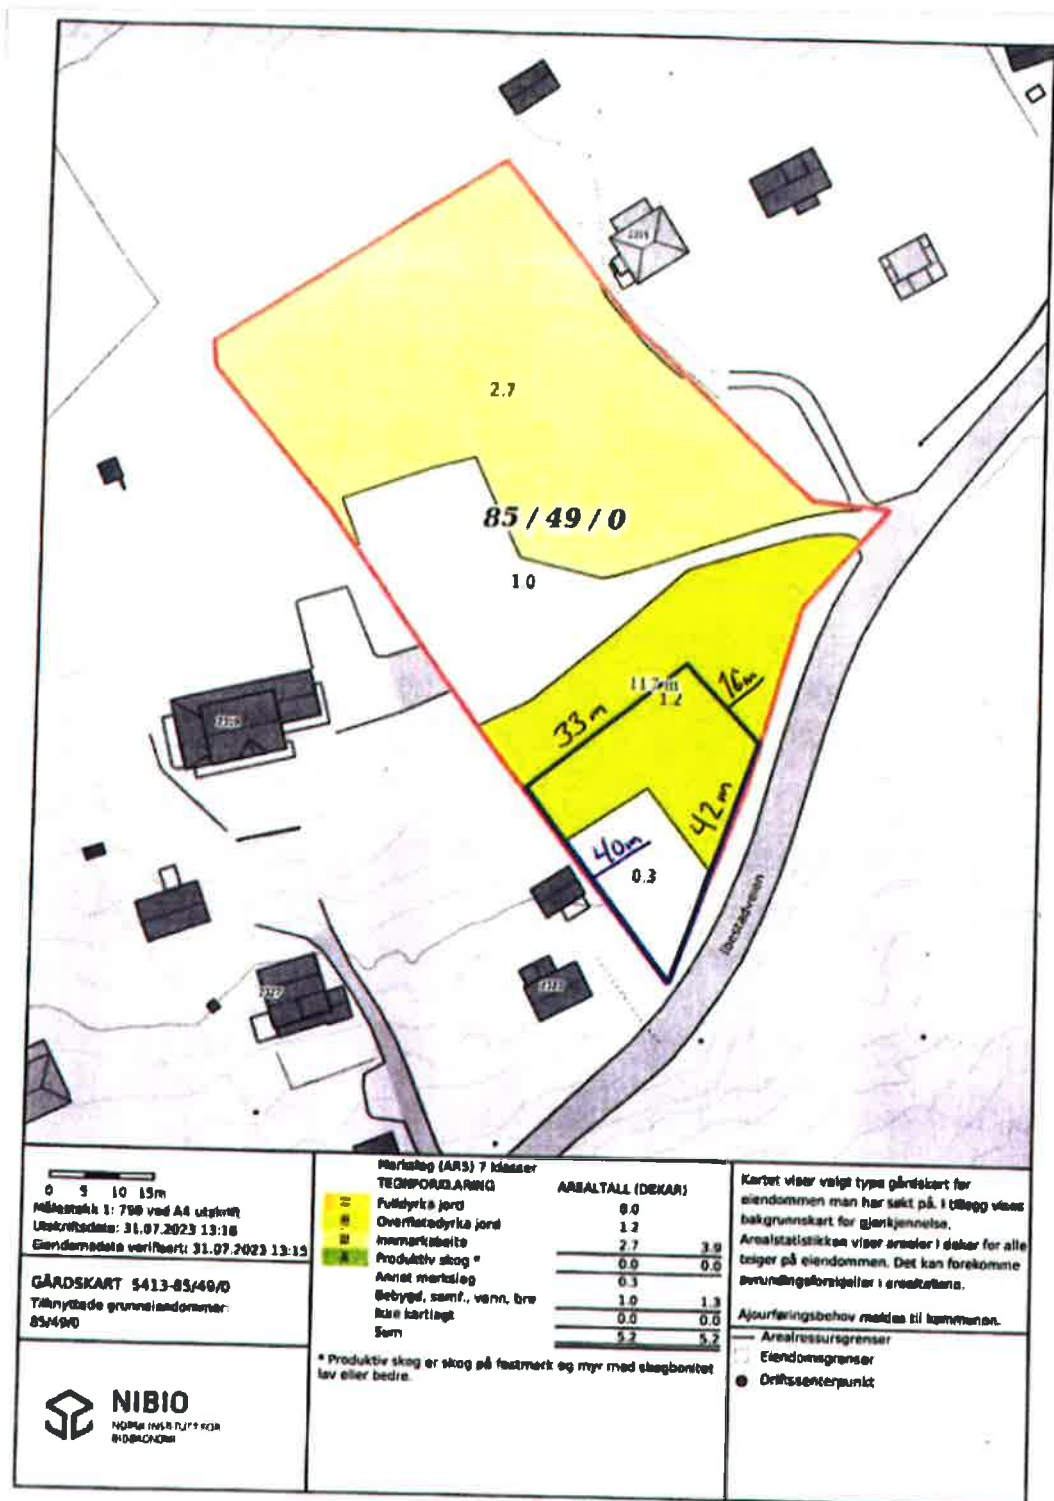 2.7
85 / 49 / 0
1.0
1.2
33 m
16m
42 m
40m
0.3
Ibestadveien
0 5 10 15m
Målestokk 1: 750 ved A4 utskrift
Utskriftsdato: 31.07.2023 13:16
Eiendomsdata verifisert: 31.07.2023 13:15
GÅRDSKART 5413-85/49/0
Tilknyttede grunneiendommer:
85/49/0
NIBIO
NORSK INSTITUTT FOR
BIOØKONOMI
Markslag (AR5) 7 klasser
TEGNFORKLARING AREALTALL (DEKAR)
Fulldyrka jord 0.0
Overflatedyrka jord 1.2
Innmarksbeite 2.7 3.9
Produktiv skog * 0.0 0.0
Annet markslag 0.3
Bebygd, samf., vann, bre 1.0 1.3
Ikke kartlagt 0.0 0.0
Sum 5.2 5.2
* Produktiv skog er skog på fastmark og myr med skogbonitet
lav eller bedre.
Kartet viser valgt type gårdskart for
eiendommen man har søkt på. I tillegg vises
bakgrunnskart for gjenkjennelse.
Arealstatistikken viser arealer i dekar for alle
teiger på eiendommen. Det kan forekomme
avrundingsforskjeller i arealtallene.
Ajourføringsbehov meldes til kommunen.
Arealressursgrenser
Eiendomsgrenser
Driftssenterpunkt